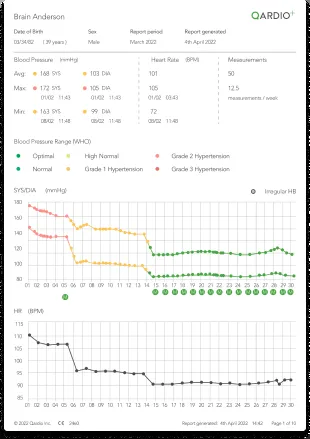 Brain Anderson
QARDIO+
Date of Birth Sex Report period Report generated
03/04/82 (39 years) Male March 2022 4th April 2022
Blood Pressure (mmHg) Heart Rate (BPM) Measurements
Avg: 168 SYS 103 DIA 101 50
Max: 172 SYS 105 DIA 105 12.5
01/02 11:43 01/02 11:43 01/02 03:43 measurements / week
Min: 163 SYS 99 DIA 72
08/02 11:48 08/02 11:48 08/02 11:48
Blood Pressure Range (WHO)
Optimal High Normal Grade 2 Hypertension
Normal Grade 1 Hypertension Grade 3 Hypertension
SYS/DIA (mmHg) Irregular HB
180
160
140
120
100
80
01 02 03 04 05 06 07 08 09 10 11 12 13 14 15 16 17 18 19 20 21 22 23 24 25 26 27 28 29 30
HR (BPM)
115
110
105
100
95
90
85
01 02 03 04 05 06 07 08 09 10 11 12 13 14 15 16 17 18 19 20 21 22 23 24 25 26 27 28 29 30
© 2022 Qardio Inc. CE 2460 Report generated: 4th April 2022 14:42 Page 1 of 10